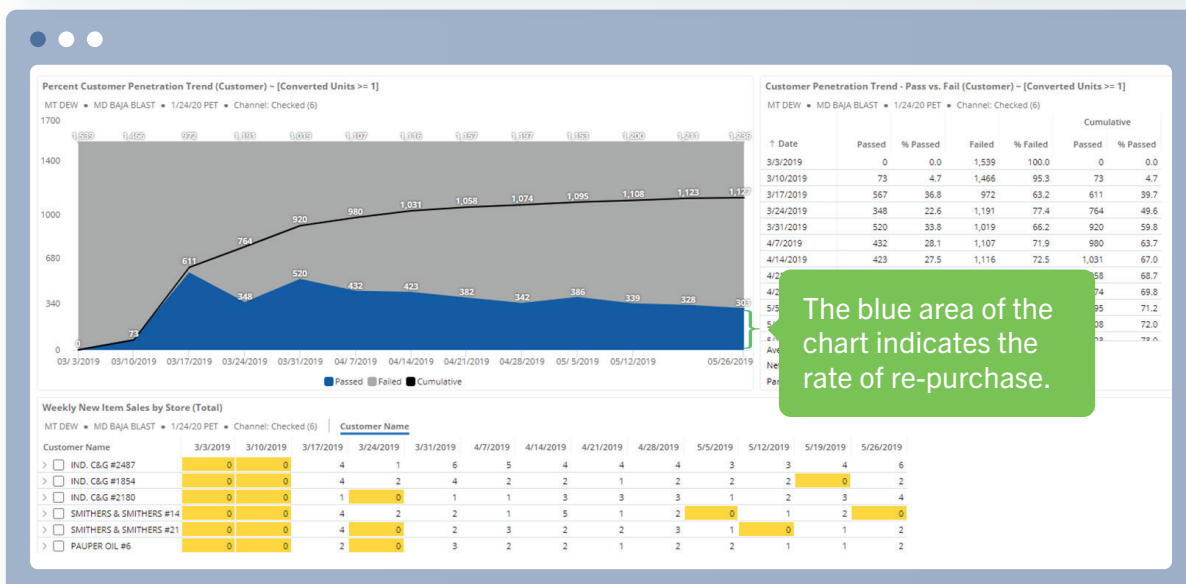 Percent Customer Penetration Trend (Customer) ~ [Converted Units >= 1]
MT DEW • MD BAJA BLAST • 1/24/20 PET • Channel: Checked (6)
1700
1,539 1,466 972 1,191 1,019 1,107 1,116 1,157 1,197 1,153 1,200 1,211 1,236
1400
1000
680
340
0
0 73 611 764 920 980 1,031 1,058 1,074 1,095 1,108 1,123 1,127
348 520 432 423 382 342 386 339 328 303
03/ 3/2019 03/10/2019 03/17/2019 03/24/2019 03/31/2019 04/ 7/2019 04/14/2019 04/21/2019 04/28/2019 05/ 5/2019 05/12/2019 05/26/2019
Passed Failed Cumulative
Customer Penetration Trend - Pass vs. Fail (Customer) ~ [Converted Units >= 1]
MT DEW • MD BAJA BLAST • 1/24/20 PET • Channel: Checked (6)
Cumulative
↑ Date Passed % Passed Failed % Failed Passed % Passed
3/3/2019 0 0.0 1,539 100.0 0 0.0
3/10/2019 73 4.7 1,466 95.3 73 4.7
3/17/2019 567 36.8 972 63.2 611 39.7
3/24/2019 348 22.6 1,191 77.4 764 49.6
3/31/2019 520 33.8 1,019 66.2 920 59.8
4/7/2019 432 28.1 1,107 71.9 980 63.7
4/14/2019 423 27.5 1,116 72.5 1,031 67.0
68.7
69.8
71.2
72.0
The blue area of the
chart indicates the
rate of re-purchase.
Weekly New Item Sales by Store (Total)
MT DEW • MD BAJA BLAST • 1/24/20 PET • Channel: Checked (6) Customer Name
Customer Name 3/3/2019 3/10/2019 3/17/2019 3/24/2019 3/31/2019 4/7/2019 4/14/2019 4/21/2019 4/28/2019 5/5/2019 5/12/2019 5/19/2019 5/26/2019
> IND. C&G #2487 0 0 4 1 6 5 4 4 4 3 3 4 6
> IND. C&G #1854 0 0 4 2 4 2 2 1 2 2 2 0 2
> IND. C&G #2180 0 0 1 0 1 1 3 3 3 1 2 3 4
> SMITHERS & SMITHERS #14 0 0 4 2 2 1 5 1 2 0 1 2 0
> SMITHERS & SMITHERS #21 0 0 4 0 2 3 2 2 3 1 0 1 2
> PAUPER OIL #6 0 0 2 0 3 2 2 1 2 2 1 1 2